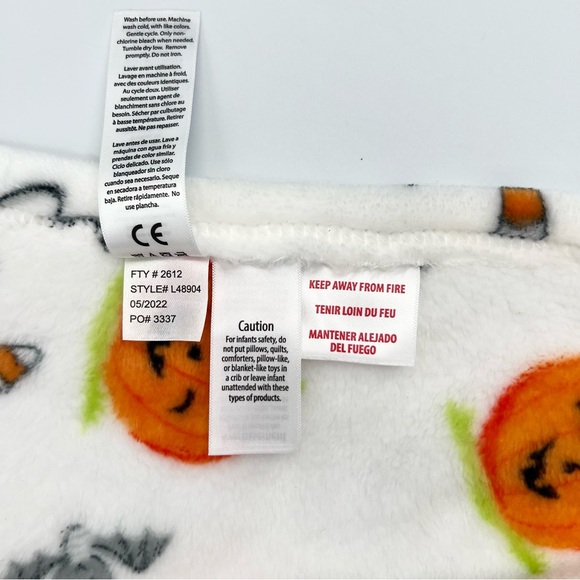 Wash before use. Machine
wash cold, with like colors.
Gentle cycle. Only non-
chlorine bleach when needed.
Tumble dry low. Remove
promptly. Do not iron.
Laver avant utilisation.
Lavage en machine à froid,
avec des couleurs identiques.
Au cycle doux. Utiliser
seulement un agent de
blanchiment sans chlore au
besoin. Sécher par culbutage
à basse température. Retirer
aussitôt. Ne pas repasser.
Lave antes de usar. Lave a
máquina con agua fría y
prendas de color similar.
Ciclo delicado. Use sólo
blanqueador sin cloro
cuando sea necesario. Seque
en secadora a temperatura
baja. Retire rápidamente. No
use plancha.
CE
FTY # 2612
STYLE# L48904
05/2022
PO# 3337
Caution
For infants safety, do
not put pillows, quilts,
comforters, pillow-like,
or blanket-like toys in
a crib or leave infant
unattended with these
types of products.
KEEP AWAY FROM FIRE
TENIR LOIN DU FEU
MANTENER ALEJADO
DEL FUEGO